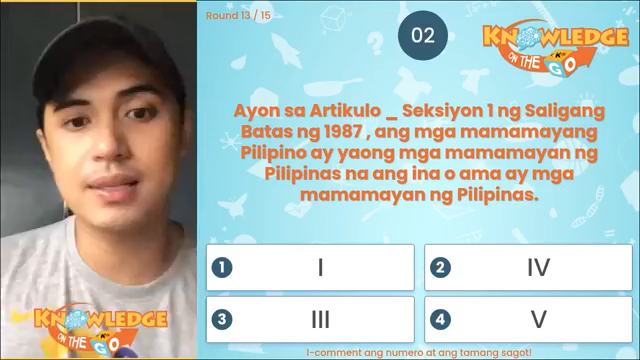 Round 13 / 15
02
KNOWLEDGE
ON THE GO
Ayon sa Artikulo _ Seksiyon 1 ng Saligang
Batas ng 1987 , ang mga mamamayang
Pilipino ay yaong mga mamamayan ng
Pilipinas na ang ina o ama ay mga
mamamayan ng Pilipinas.
1 I
2 IV
3 III
4 V
KNOWLEDGE
ON THE GO
I-comment ang numero at ang tamang sagot!